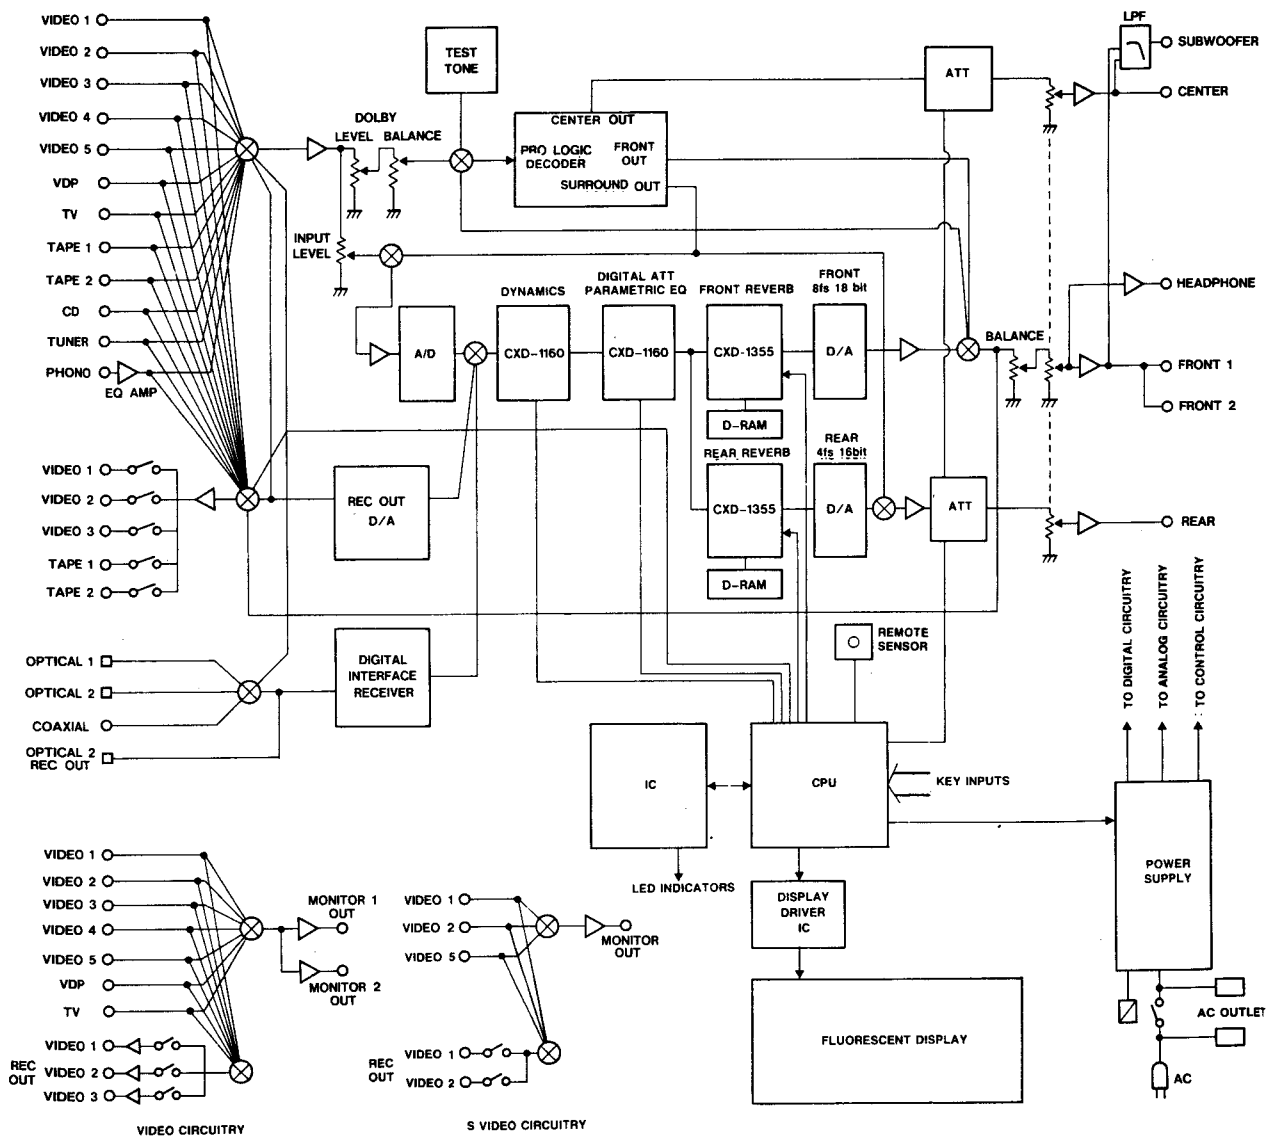 VIDEO 1
VIDEO 2
VIDEO 3
VIDEO 4
VIDEO 5
VDP
TV
TAPE 1
TAPE 2
CD
TUNER
PHONO
EQ AMP
VIDEO 1
VIDEO 2
VIDEO 3
TAPE 1
TAPE 2
OPTICAL 1
OPTICAL 2
COAXIAL
OPTICAL 2
REC OUT
TEST
TONE
DOLBY
LEVEL
BALANCE
INPUT
LEVEL
CENTER OUT
PRO LOGIC
DECODER
FRONT
OUT
SURROUND OUT
ATT
LPF
SUBWOOFER
CENTER
HEADPHONE
BALANCE
FRONT 1
FRONT 2
REAR
A/D
DYNAMICS
CXD-1160
DIGITAL ATT
PARAMETRIC EQ
CXD-1160
FRONT REVERB
CXD-1355
D-RAM
FRONT
8fs 18 bit
D/A
REAR REVERB
CXD-1355
D-RAM
REAR
4fs 16bit
D/A
ATT
REC OUT
D/A
DIGITAL
INTERFACE
RECEIVER
REMOTE
SENSOR
IC
CPU
KEY INPUTS
LED INDICATORS
DISPLAY
DRIVER
IC
FLUORESCENT DISPLAY
TO DIGITAL CIRCUITRY
TO ANALOG CIRCUITRY
TO CONTROL CIRCUITRY
POWER
SUPPLY
AC OUTLET
AC
VIDEO 1
VIDEO 2
VIDEO 3
VIDEO 4
VIDEO 5
VDP
TV
MONITOR 1
OUT
MONITOR 2
OUT
REC
OUT
VIDEO 1
VIDEO 2
VIDEO 3
VIDEO CIRCUITRY
VIDEO 1
VIDEO 2
VIDEO 5
MONITOR
OUT
REC
OUT
VIDEO 1
VIDEO 2
S VIDEO CIRCUITRY